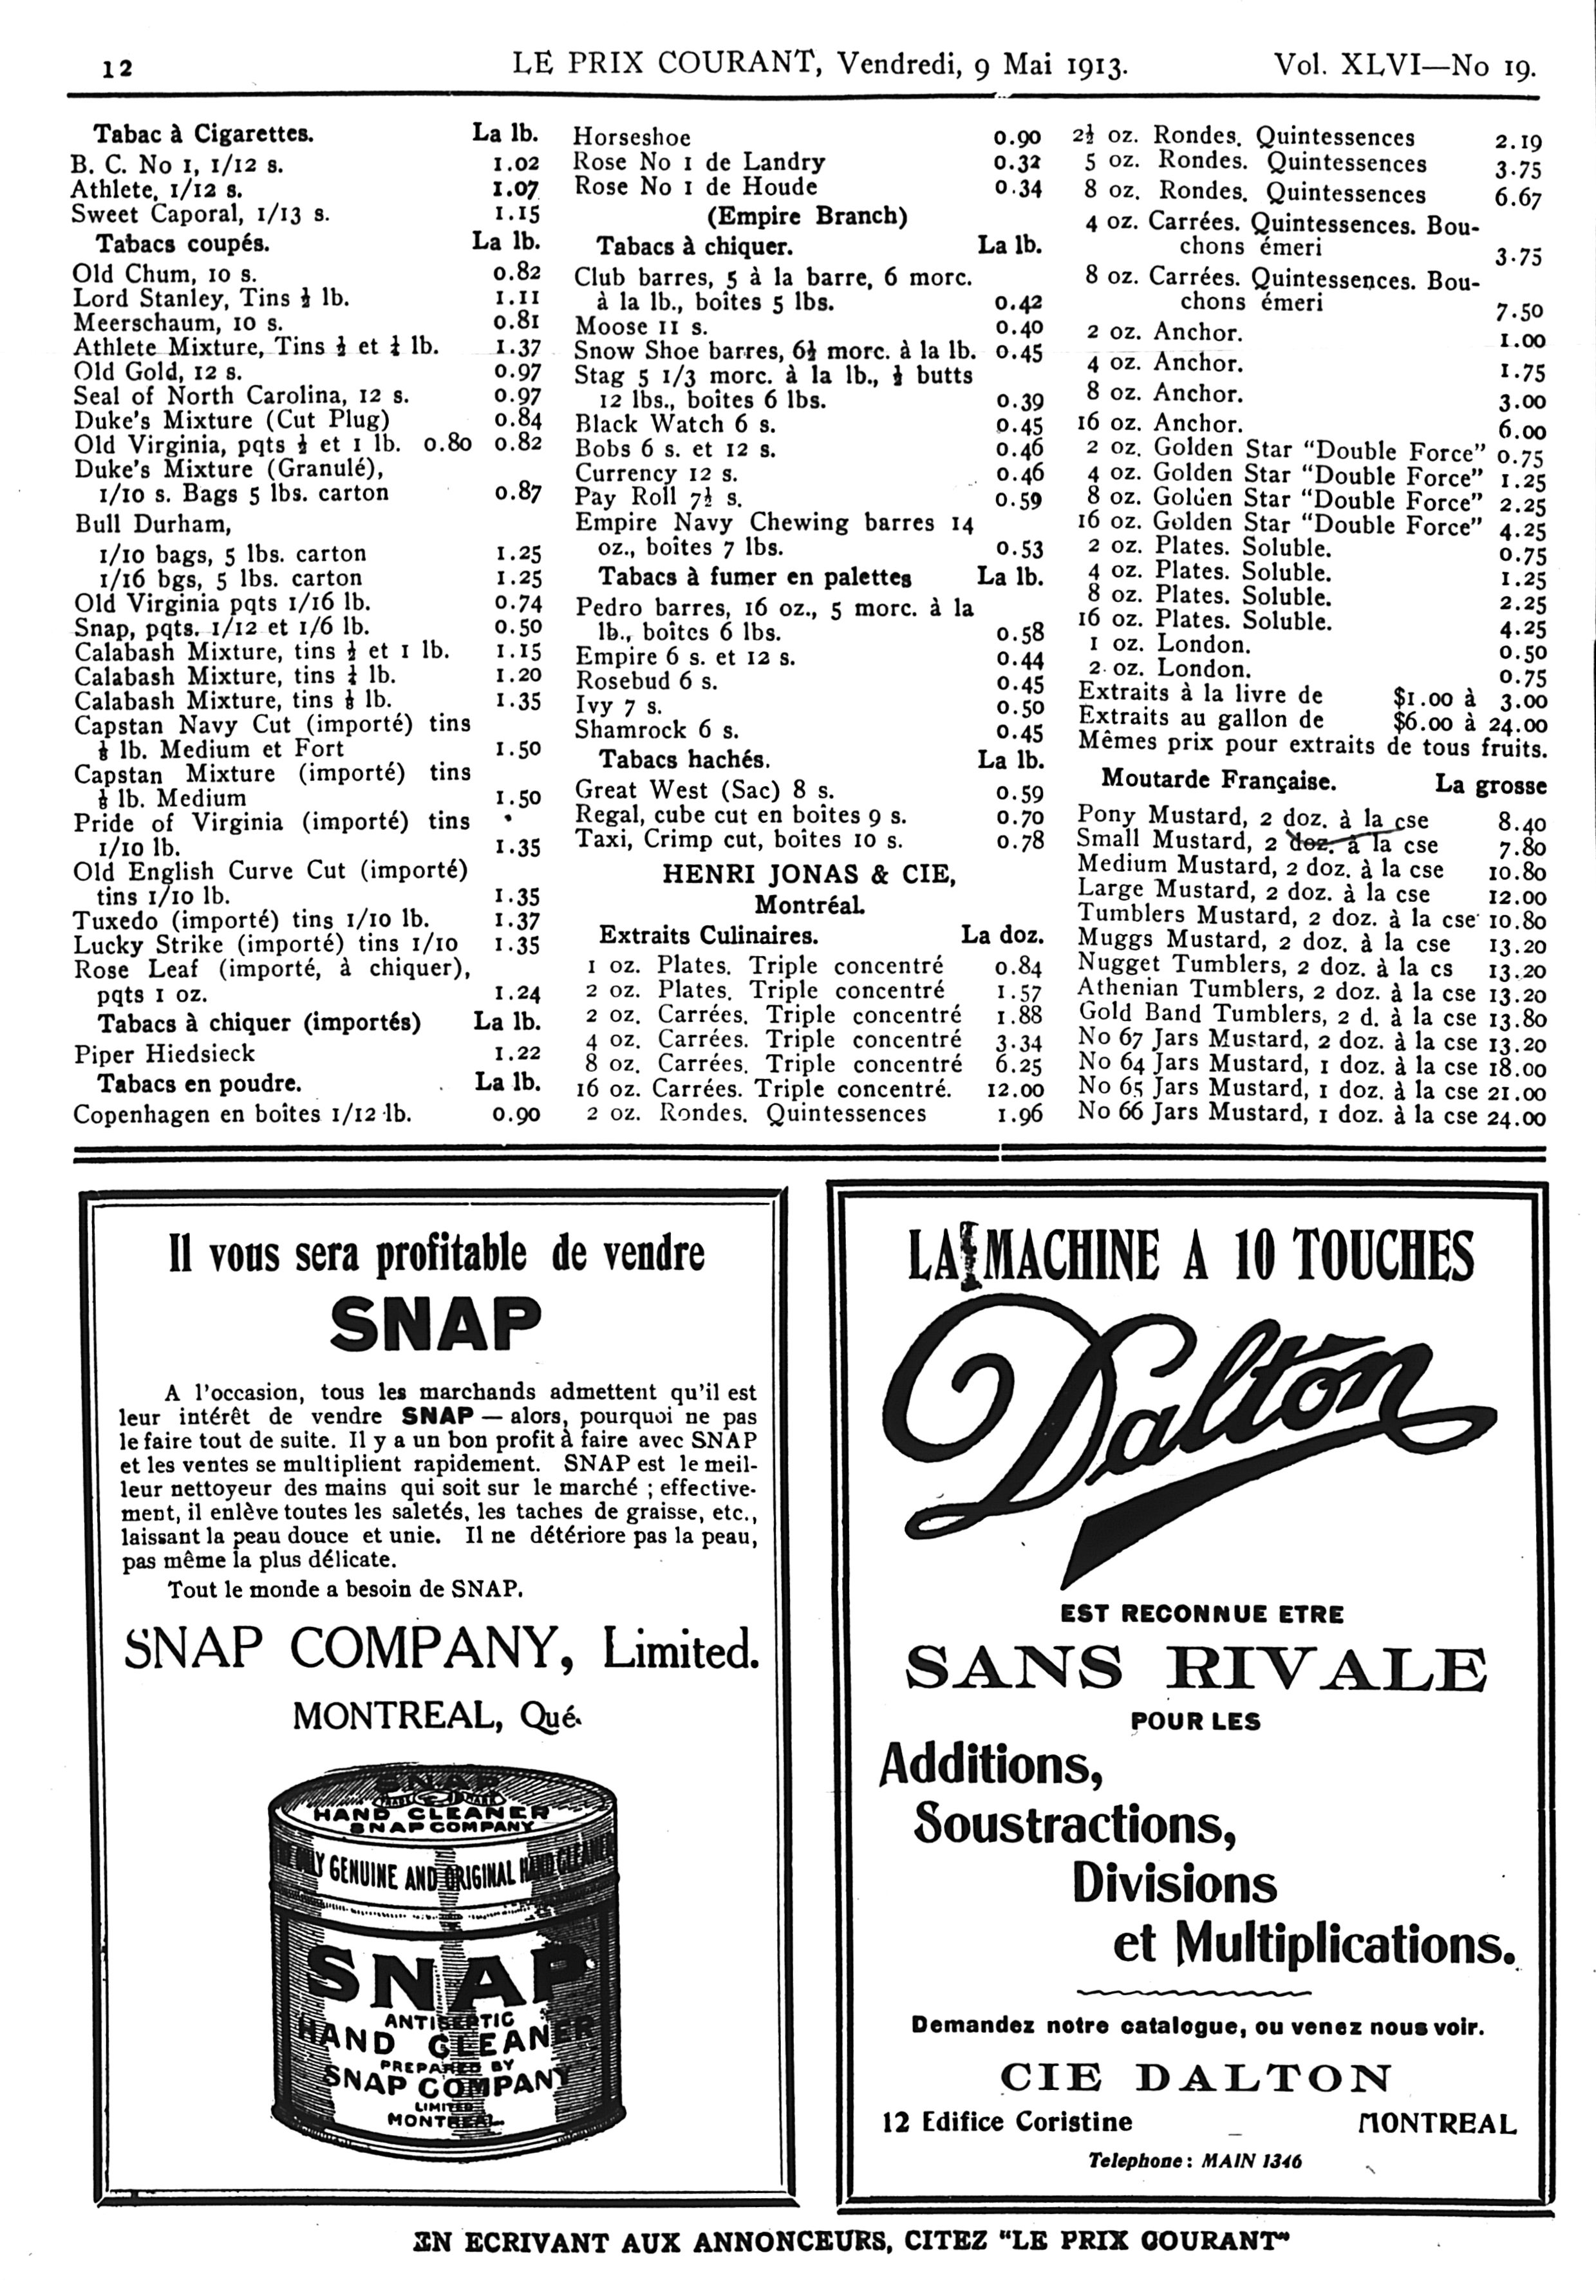 12
LE PRIX COURANT, Vendredi, 9 Mai 1913.
Vol. XLVI—No 19.
Tabac à Cigarettes. La lb.
B. C. No 1, 1/12 s. 1.02
Athlete, 1/12 s. 1.07
Sweet Caporal, 1/13 s. 1.15
Tabacs coupés. La lb.
Old Chum, 10 s. 0.82
Lord Stanley, Tins ½ lb. 1.11
Meerschaum, 10 s. 0.81
Athlete Mixture, Tins ½ et ¼ lb. 1.37
Old Gold, 12 s. 0.97
Seal of North Carolina, 12 s. 0.97
Duke's Mixture (Cut Plug) 0.84
Old Virginia, pqts ½ et 1 lb. 0.80 0.82
Duke's Mixture (Granulé),
1/10 s. Bags 5 lbs. carton 0.87
Bull Durham,
1/10 bags, 5 lbs. carton 1.25
1/16 bgs, 5 lbs. carton 1.25
Old Virginia pqts 1/16 lb. 0.74
Snap, pqts. 1/12 et 1/6 lb. 0.50
Calabash Mixture, tins ½ et 1 lb. 1.15
Calabash Mixture, tins ¼ lb. 1.20
Calabash Mixture, tins ⅛ lb. 1.35
Capstan Navy Cut (importé) tins
⅛ lb. Medium et Fort 1.50
Capstan Mixture (importé) tins
⅛ lb. Medium 1.50
Pride of Virginia (importé) tins
1/10 lb. 1.35
Old English Curve Cut (importé)
tins 1/10 lb. 1.35
Tuxedo (importé) tins 1/10 lb. 1.37
Lucky Strike (importé) tins 1/10 1.35
Rose Leaf (importé, à chiquer),
pqts 1 oz. 1.24
Tabacs à chiquer (importés) La lb.
Piper Hiedsieck 1.22
Tabacs en poudre. La lb.
Copenhagen en boîtes 1/12 lb. 0.90
Horseshoe 0.90
Rose No 1 de Landry 0.32
Rose No 1 de Houde 0.34
(Empire Branch)
Tabacs à chiquer. La lb.
Club barres, 5 à la barre, 6 morc.
à la lb., boîtes 5 lbs. 0.42
Moose 11 s. 0.40
Snow Shoe barres, 6½ morc. à la lb. 0.45
Stag 5 1/3 morc. à la lb., ½ butts
12 lbs., boîtes 6 lbs. 0.39
Black Watch 6 s. 0.45
Bobs 6 s. et 12 s. 0.46
Currency 12 s. 0.46
Pay Roll 7½ s. 0.59
Empire Navy Chewing barres 14
oz., boîtes 7 lbs. 0.53
Tabacs à fumer en palettes La lb.
Pedro barres, 16 oz., 5 morc. à la
lb., boîtes 6 lbs. 0.58
Empire 6 s. et 12 s. 0.44
Rosebud 6 s. 0.45
Ivy 7 s. 0.50
Shamrock 6 s. 0.45
Tabacs hachés. La lb.
Great West (Sac) 8 s. 0.59
Regal, cube cut en boîtes 9 s. 0.70
Taxi, Crimp cut, boîtes 10 s. 0.78
HENRI JONAS & CIE,
Montréal.
Extraits Culinaires. La doz.
1 oz. Plates. Triple concentré 0.84
2 oz. Plates. Triple concentré 1.57
2 oz. Carrées. Triple concentré 1.88
4 oz. Carrées. Triple concentré 3.34
8 oz. Carrées. Triple concentré 6.25
16 oz. Carrées. Triple concentré. 12.00
2 oz. Rondes. Quintessences 1.96
2½ oz. Rondes. Quintessences 2.19
5 oz. Rondes. Quintessences 3.75
8 oz. Rondes. Quintessences 6.67
4 oz. Carrées. Quintessences. Bou-
chons émeri 3.75
8 oz. Carrées. Quintessences. Bou-
chons émeri 7.50
2 oz. Anchor. 1.00
4 oz. Anchor. 1.75
8 oz. Anchor. 3.00
16 oz. Anchor. 6.00
2 oz. Golden Star "Double Force" 0.75
4 oz. Golden Star "Double Force" 1.25
8 oz. Golden Star "Double Force" 2.25
16 oz. Golden Star "Double Force" 4.25
2 oz. Plates. Soluble. 0.75
4 oz. Plates. Soluble. 1.25
8 oz. Plates. Soluble. 2.25
16 oz. Plates. Soluble. 4.25
1 oz. London. 0.50
2 oz. London. 0.75
Extraits à la livre de $1.00 à 3.00
Extraits au gallon de $6.00 à 24.00
Mêmes prix pour extraits de tous fruits.
Moutarde Française. La grosse
Pony Mustard, 2 doz. à la cse 8.40
Small Mustard, 2 doz. à la cse 7.80
Medium Mustard, 2 doz. à la cse 10.80
Large Mustard, 2 doz. à la cse 12.00
Tumblers Mustard, 2 doz. à la cse 10.80
Muggs Mustard, 2 doz. à la cse 13.20
Nugget Tumblers, 2 doz. à la cs 13.20
Athenian Tumblers, 2 doz. à la cse 13.20
Gold Band Tumblers, 2 d. à la cse 13.80
No 67 Jars Mustard, 2 doz. à la cse 13.20
No 64 Jars Mustard, 1 doz. à la cse 18.00
No 65 Jars Mustard, 1 doz. à la cse 21.00
No 66 Jars Mustard, 1 doz. à la cse 24.00
Il vous sera profitable de vendre
SNAP
A l'occasion, tous les marchands admettent qu'il est
leur intérêt de vendre SNAP — alors, pourquoi ne pas
le faire tout de suite. Il y a un bon profit à faire avec SNAP
et les ventes se multiplient rapidement. SNAP est le meil-
leur nettoyeur des mains qui soit sur le marché ; effective-
ment, il enlève toutes les saletés, les taches de graisse, etc.,
laissant la peau douce et unie. Il ne détériore pas la peau,
pas même la plus délicate.
Tout le monde a besoin de SNAP.
SNAP COMPANY, Limited.
MONTREAL, Qué.
SNAP
HAND CLEANER
SNAP COMPANY
GENUINE AND ORIGINAL HAND CLEANER
SNAP
ANTISEPTIC
HAND CLEANER
PREPARED BY
SNAP COMPANY
LIMITED
MONTREAL
LA MACHINE A 10 TOUCHES
Dalton
EST RECONNUE ETRE
SANS RIVALE
POUR LES
Additions,
Soustractions,
Divisions
et Multiplications.
Demandez notre catalogue, ou venez nous voir.
CIE DALTON
12 Edifice Coristine MONTREAL
Telephone: MAIN 1346
EN ECRIVANT AUX ANNONCEURS, CITEZ "LE PRIX COURANT"